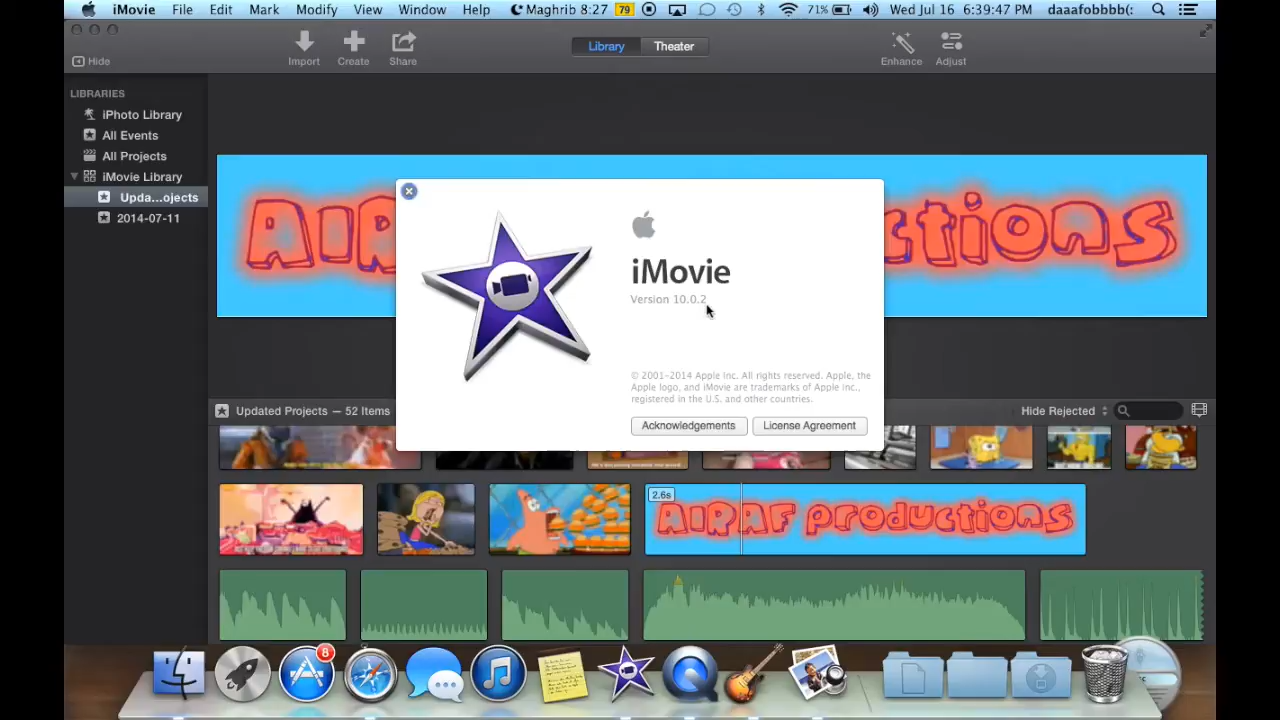 iMovie File Edit Mark Modify View Window Help Maghrib 8:27 79 71% Wed Jul 16 6:39:47 PM daaafobbbb(:
Import Create Share Library Theater Enhance Adjust
Hide
LIBRARIES
iPhoto Library
All Events
All Projects
iMovie Library
Upda...ojects
2014-07-11
iMovie
Version 10.0.2
© 2001–2014 Apple Inc. All rights reserved. Apple, the
Apple logo, and iMovie are trademarks of Apple Inc.,
registered in the U.S. and other countries.
Acknowledgements License Agreement
Updated Projects — 52 Items Hide Rejected
2.6s
AIRAF productions
8